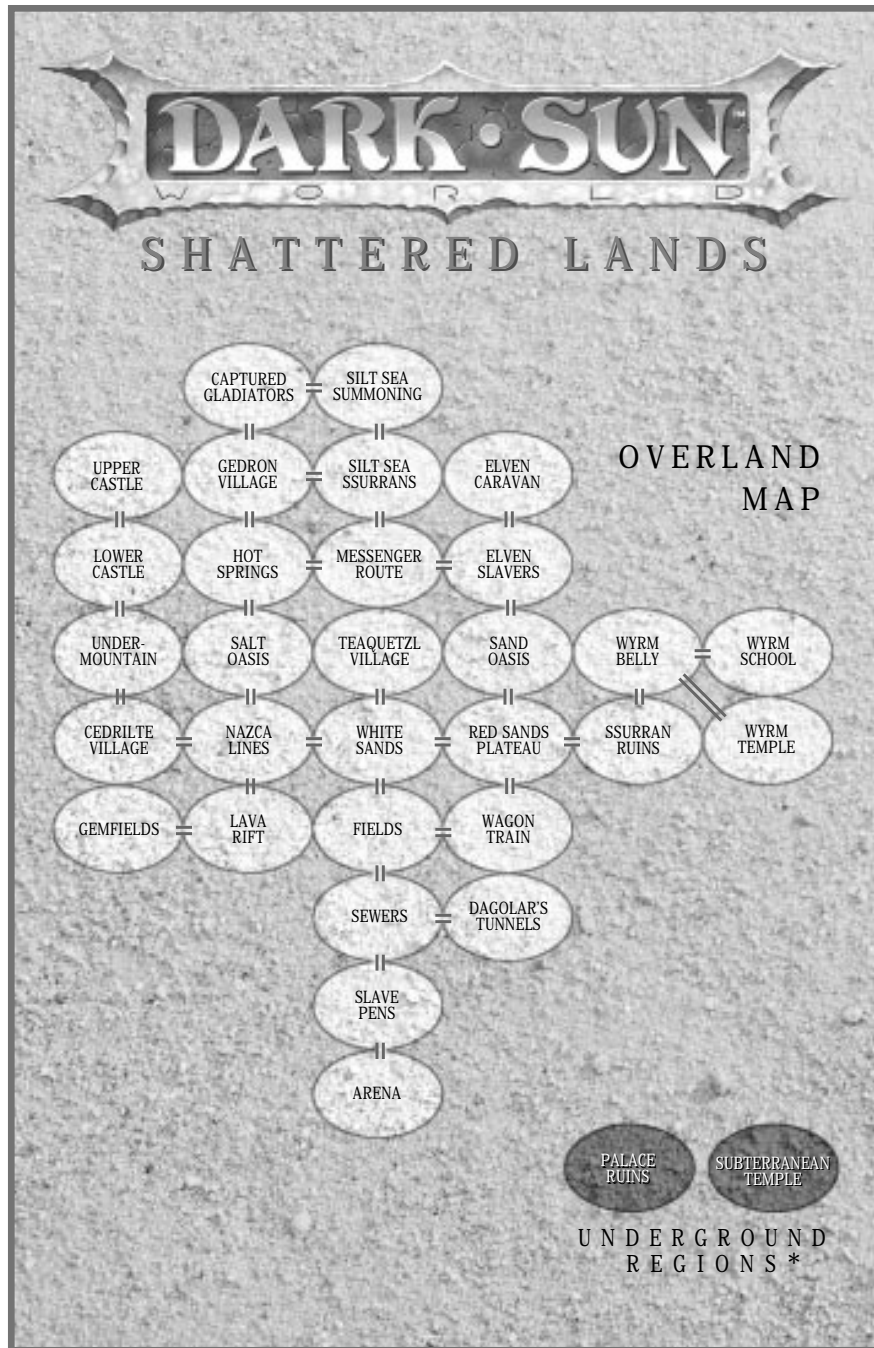 DARK•SUN
WORLD
SHATTERED LANDS
CAPTURED
GLADIATORS
SILT SEA
SUMMONING
OVERLAND
MAP
UPPER
CASTLE
GEDRON
VILLAGE
SILT SEA
SSURRANS
ELVEN
CARAVAN
LOWER
CASTLE
HOT
SPRINGS
MESSENGER
ROUTE
ELVEN
SLAVERS
UNDER-
MOUNTAIN
SALT
OASIS
TEAQUETZL
VILLAGE
SAND
OASIS
WYRM
BELLY
WYRM
SCHOOL
CEDRILTE
VILLAGE
NAZCA
LINES
WHITE
SANDS
RED SANDS
PLATEAU
SSURRAN
RUINS
WYRM
TEMPLE
GEMFIELDS
LAVA
RIFT
FIELDS
WAGON
TRAIN
SEWERS
DAGOLAR'S
TUNNELS
SLAVE
PENS
ARENA
PALACE
RUINS
SUBTERRANEAN
TEMPLE
UNDERGROUND
REGIONS*